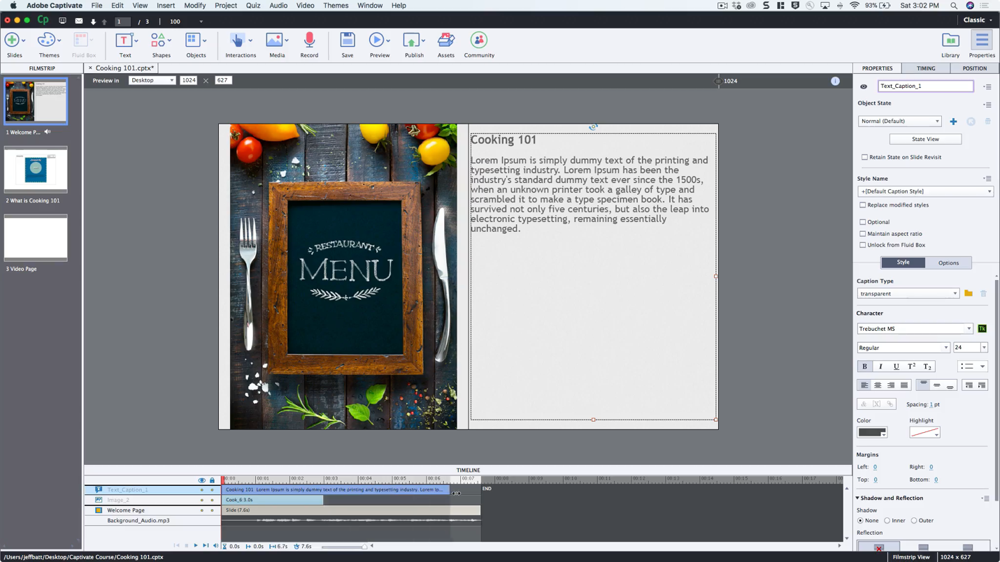 Adobe Captivate File Edit View Insert Modify Project Quiz Audio Video Themes Window Help 93% Sat 3:02 PM
Cp 1 / 3 100 Classic
Slides Themes Fluid Box Text Shapes Objects Interactions Media Record Save Preview Publish Assets Community Library Properties
FILMSTRIP
× Cooking 101.cptx*
PROPERTIES TIMING POSITION
Preview in Desktop 1024 627 1024
1 Welcome P...
2 What is Cooking 101
3 Video Page
RESTAURANT
MENU
Cooking 101
Lorem Ipsum is simply dummy text of the printing and
typesetting industry. Lorem Ipsum has been the
industry's standard dummy text ever since the 1500s,
when an unknown printer took a galley of type and
scrambled it to make a type specimen book. It has
survived not only five centuries, but also the leap into
electronic typesetting, remaining essentially
unchanged.
Text_Caption_1
Object State
Normal (Default)
State View
Retain State on Slide Revisit
Style Name
+[Default Caption Style]
Replace modified styles
Optional
Maintain aspect ratio
Unlock from Fluid Box
Style Options
Caption Type
transparent
Character
Trebuchet MS Tk
Regular 24
B I U T² T₂
Spacing: 1 pt
Color Highlight
Margins
Left: 0 Right: 0
Top: 0 Bottom: 0
Shadow and Reflection
Shadow
None Inner Outer
Reflection
TIMELINE
00:00 00:01 00:02 00:03 00:04 00:05 00:06 00:07 00:08 00:09 00:10 00:11 00:12 00:13 00:14 00:15 00:16 00:17
Text_Caption_1 Cooking 101 Lorem Ipsum is simply dummy text of the printing and typesetting industry. Lorem Ip... END
Image_2 Cook_6:3.0s
Welcome Page Slide (7.6s)
Background_Audio.mp3
0.0s 0.0s 6.7s 7.6s
/Users/jeffbatt/Desktop/Captivate Course/Cooking 101.cptx Filmstrip View 1024 x 627